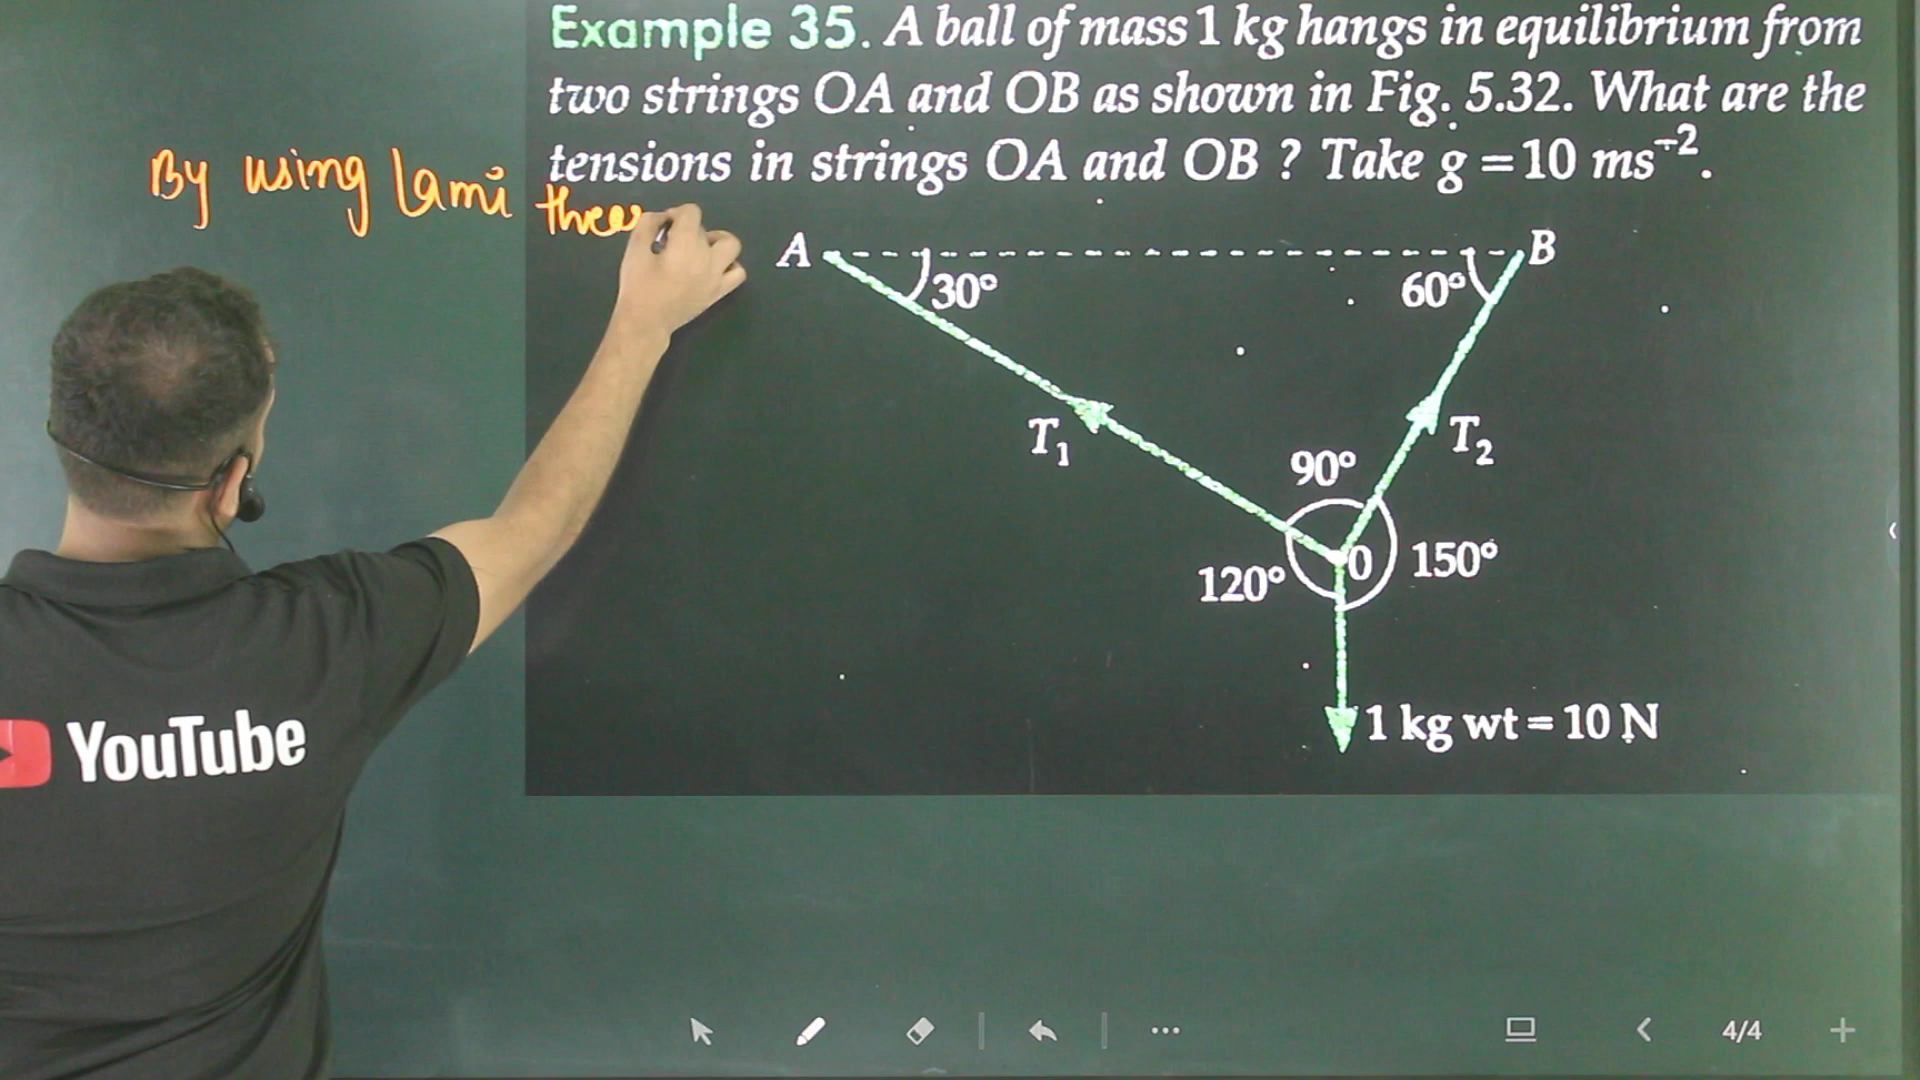 Example 35. A ball of mass 1 kg hangs in equilibrium from
two strings OA and OB as shown in Fig. 5.32. What are the
tensions in strings OA and OB ? Take g = 10 ms⁻².
By using Lami
A
B
30°
60°
T₁
T₂
90°
120°
O
150°
1 kg wt = 10 N
YouTube
4/4